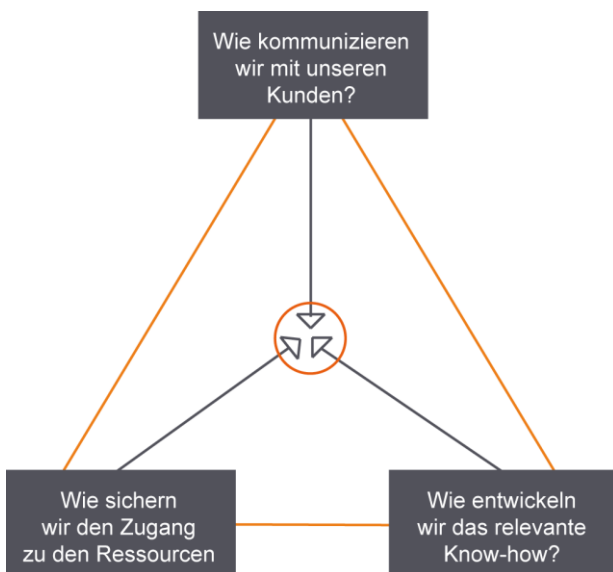 Wie kommunizieren
wir mit unseren
Kunden?
Wie sichern
wir den Zugang
zu den Ressourcen
Wie entwickeln
wir das relevante
Know-how?